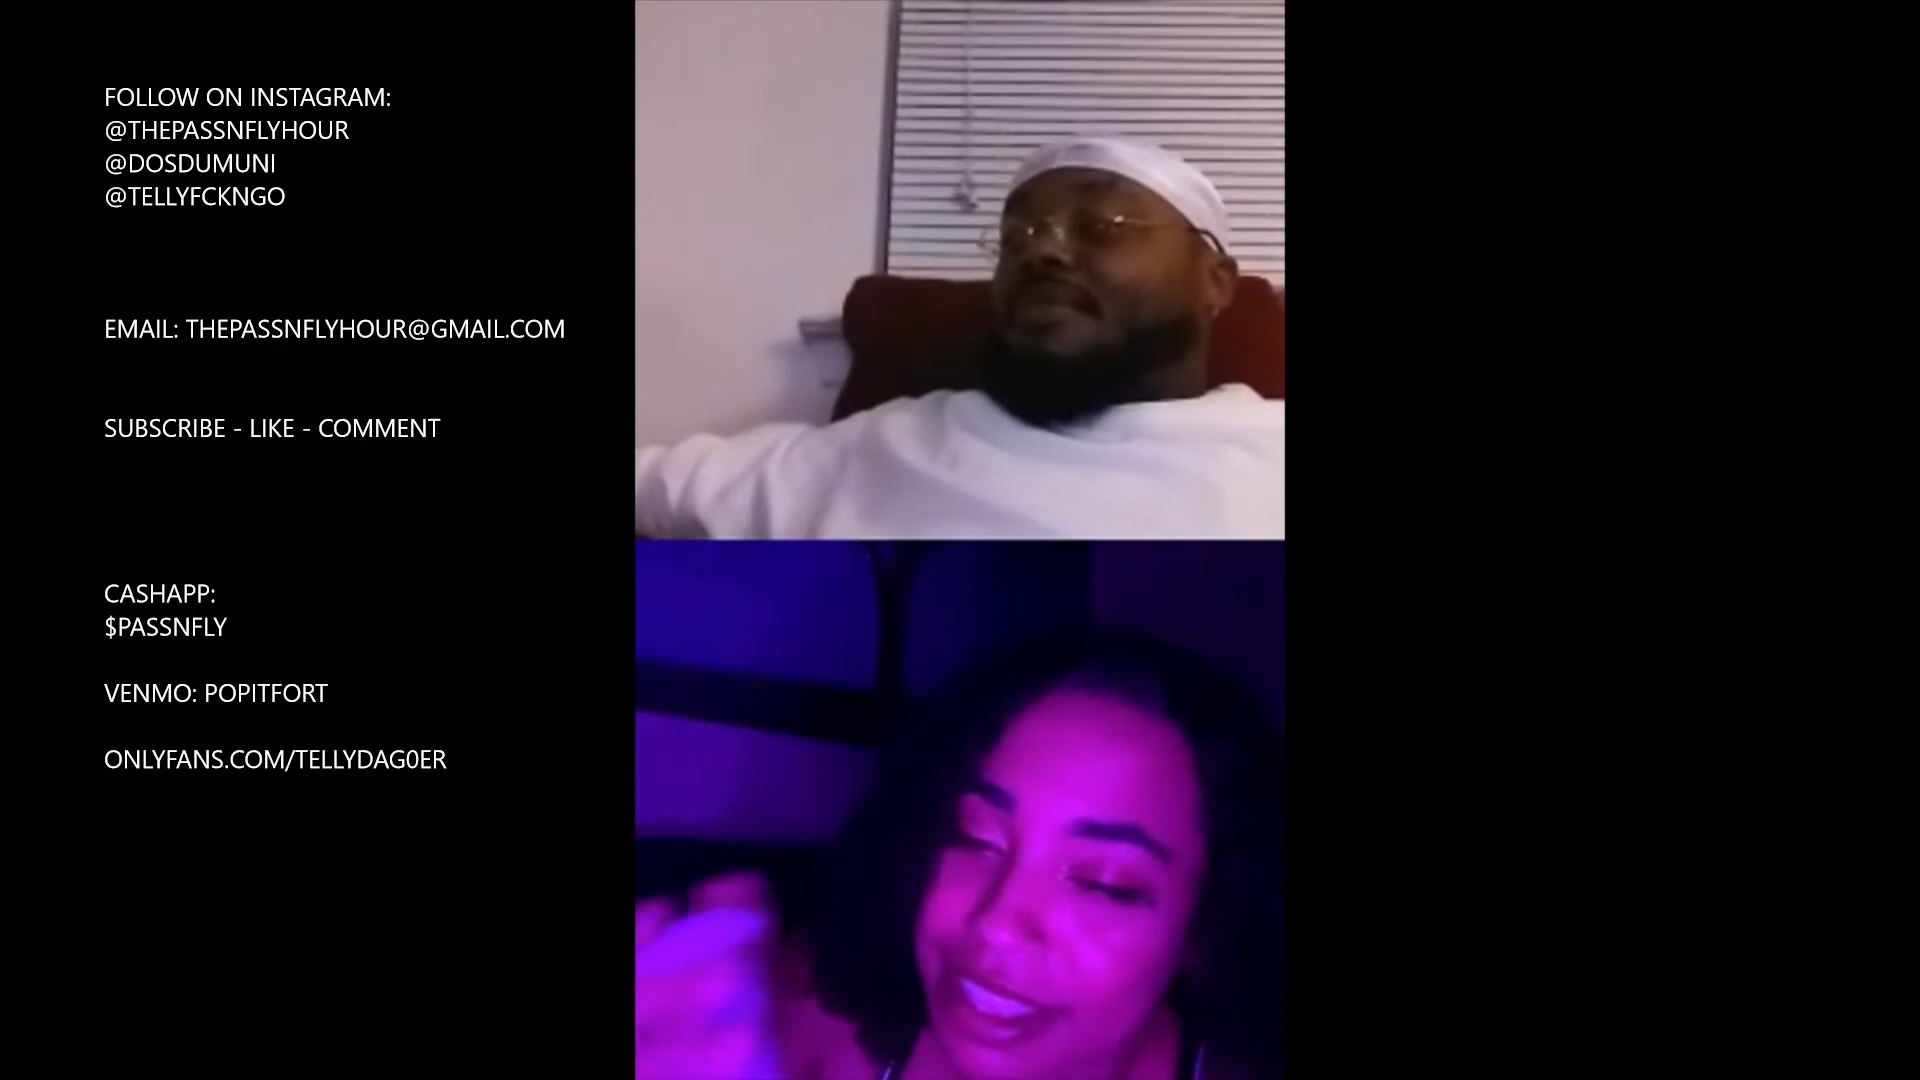 FOLLOW ON INSTAGRAM:
@THEPASSNFLYHOUR
@DOSDUMUNI
@TELLYFCKNGO
EMAIL: THEPASSNFLYHOUR@GMAIL.COM
SUBSCRIBE - LIKE - COMMENT
CASHAPP:
$PASSNFLY
VENMO: POPITFORT
ONLYFANS.COM/TELLYDAG0ER